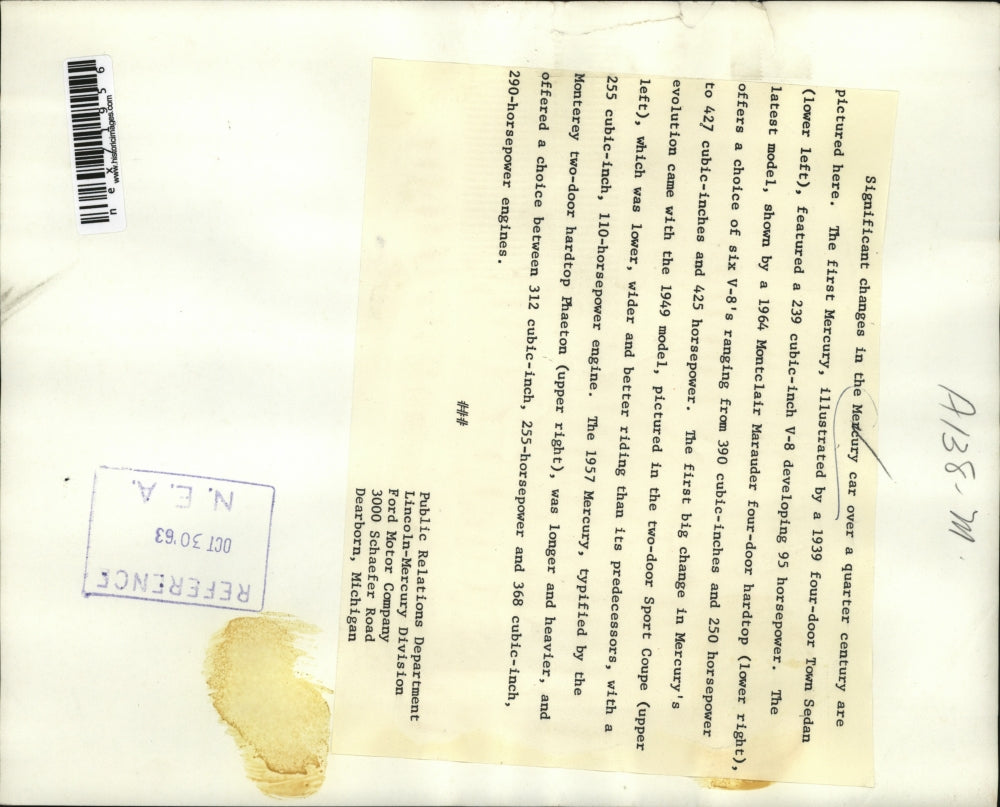 Significant changes in the Mercury car over a quarter century are
pictured here. The first Mercury, illustrated by a 1939 four-door Town Sedan
(lower left), featured a 239 cubic-inch V-8 developing 95 horsepower. The
latest model, shown by a 1964 Montclair Marauder four-door hardtop (lower right),
offers a choice of six V-8's ranging from 390 cubic-inches and 250 horsepower
to 427 cubic-inches and 425 horsepower. The first big change in Mercury's
evolution came with the 1949 model, pictured in the two-door Sport Coupe (upper
left), which was lower, wider and better riding than its predecessors, with a
255 cubic-inch, 110-horsepower engine. The 1957 Mercury, typified by the
Monterey two-door hardtop Phaeton (upper right), was longer and heavier, and
offered a choice between 312 cubic-inch, 255-horsepower and 368 cubic-inch,
290-horsepower engines.
###
Public Relations Department
Lincoln-Mercury Division
Ford Motor Company
3000 Schaefer Road
Dearborn, Michigan
A138-M.
REFERENCE
OCT 30 '63
N. E. A.
www.historicimages.com